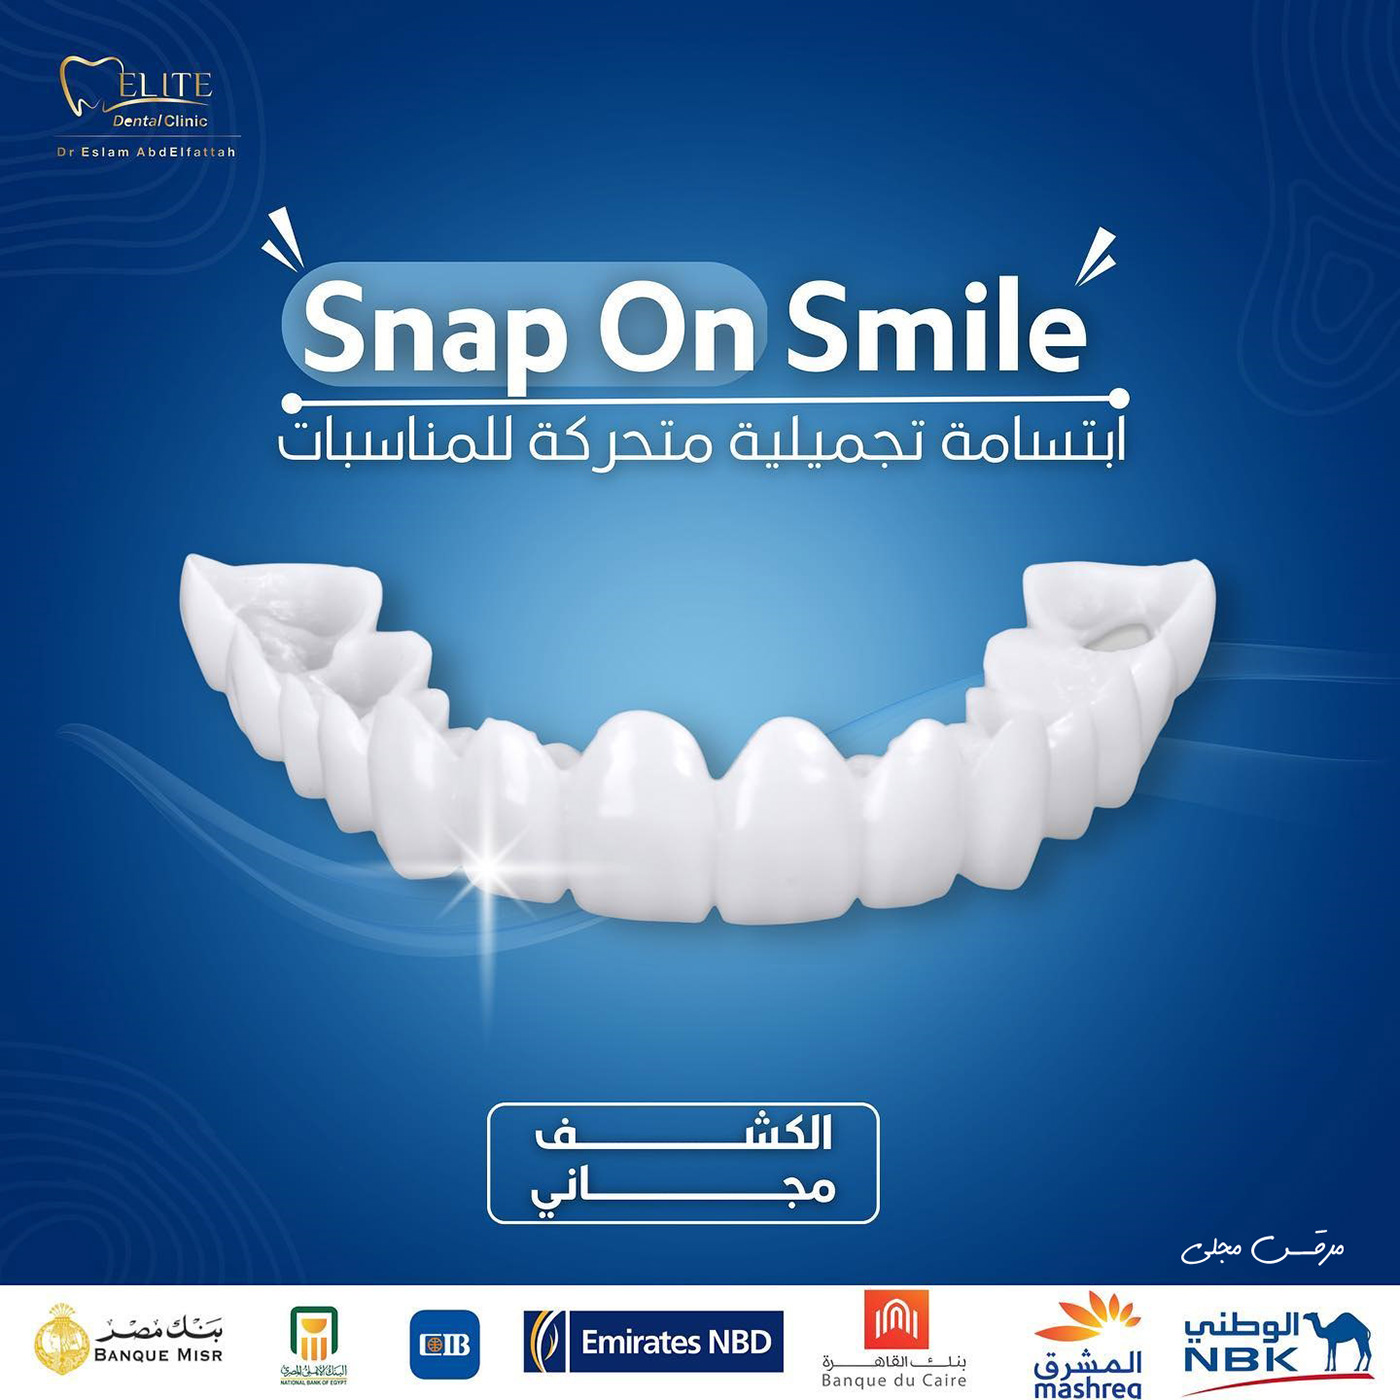 ELITE
Dental Clinic
Dr Eslam AbdElfattah
Snap On Smile
ابتسامة تجميلية متحركة للمناسبات
الكشف
مجاني
مرقس مجلى
بنك مصر
BANQUE MISR
البنك الأهلي المصري
NATIONAL BANK OF EGYPT
CIB
Emirates NBD
بنك القاهرة
Banque du Caire
المشرق
mashreq
الوطني
NBK